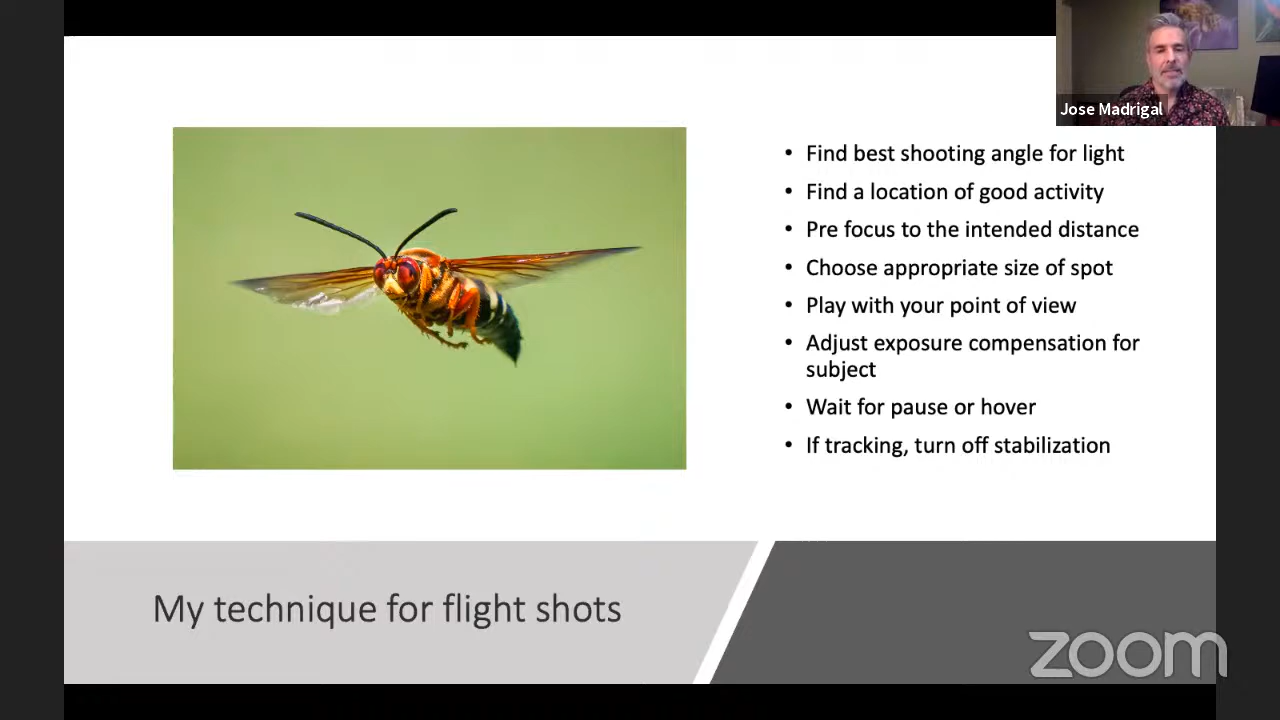 Jose Madrigal
• Find best shooting angle for light
• Find a location of good activity
• Pre focus to the intended distance
• Choose appropriate size of spot
• Play with your point of view
• Adjust exposure compensation for
subject
• Wait for pause or hover
• If tracking, turn off stabilization
My technique for flight shots
zoom